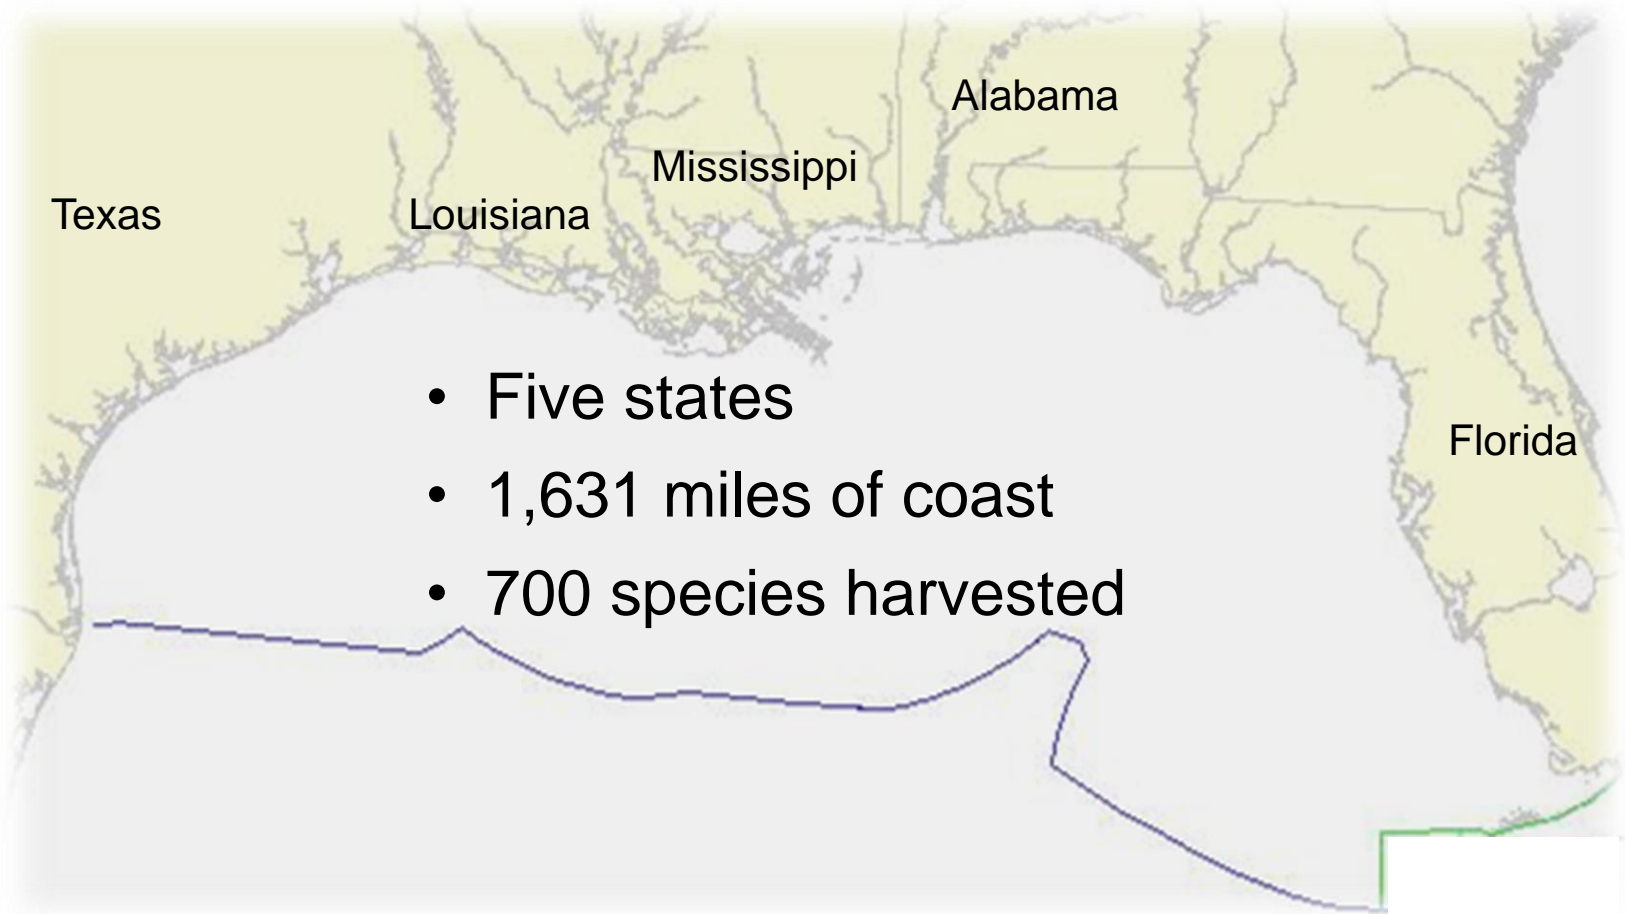 Alabama
Mississippi
Texas
Louisiana
• Five states
Florida
• 1,631 miles of coast
• 700 species harvested